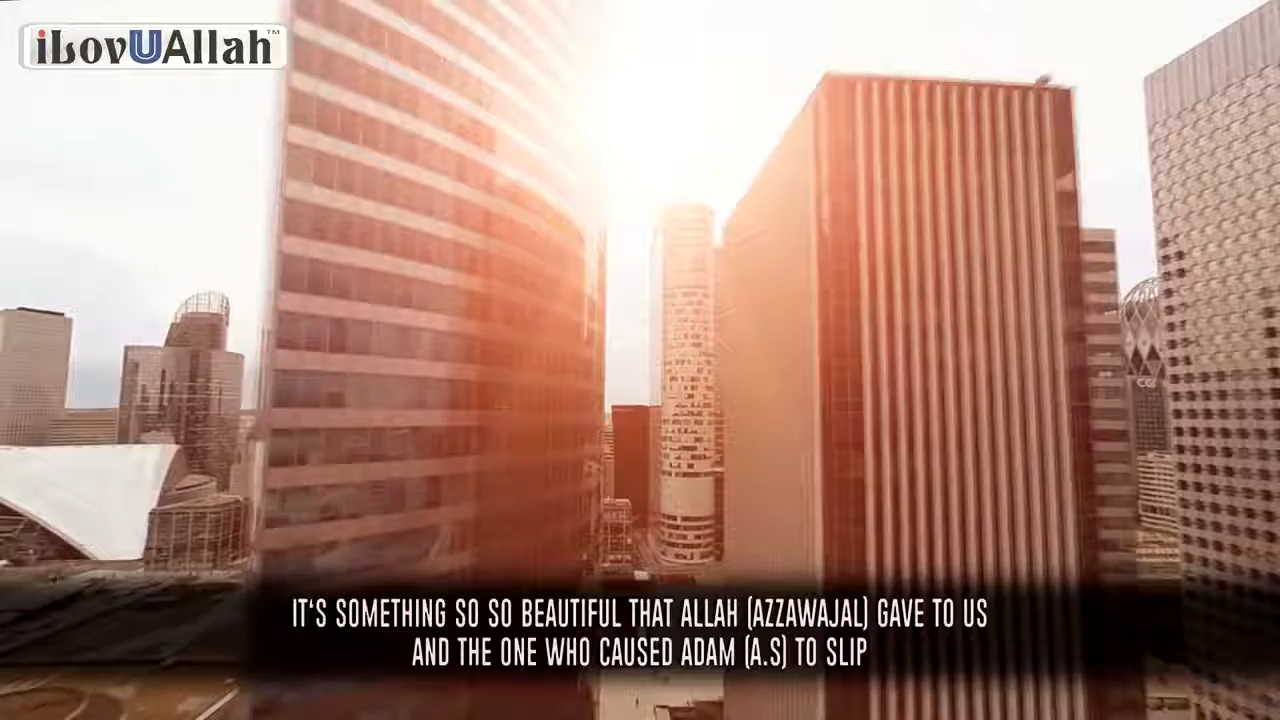 iLovUAllah™
CGI
IT'S SOMETHING SO SO BEAUTIFUL THAT ALLAH (AZZAWAJAL) GAVE TO US
AND THE ONE WHO CAUSED ADAM (A.S) TO SLIP